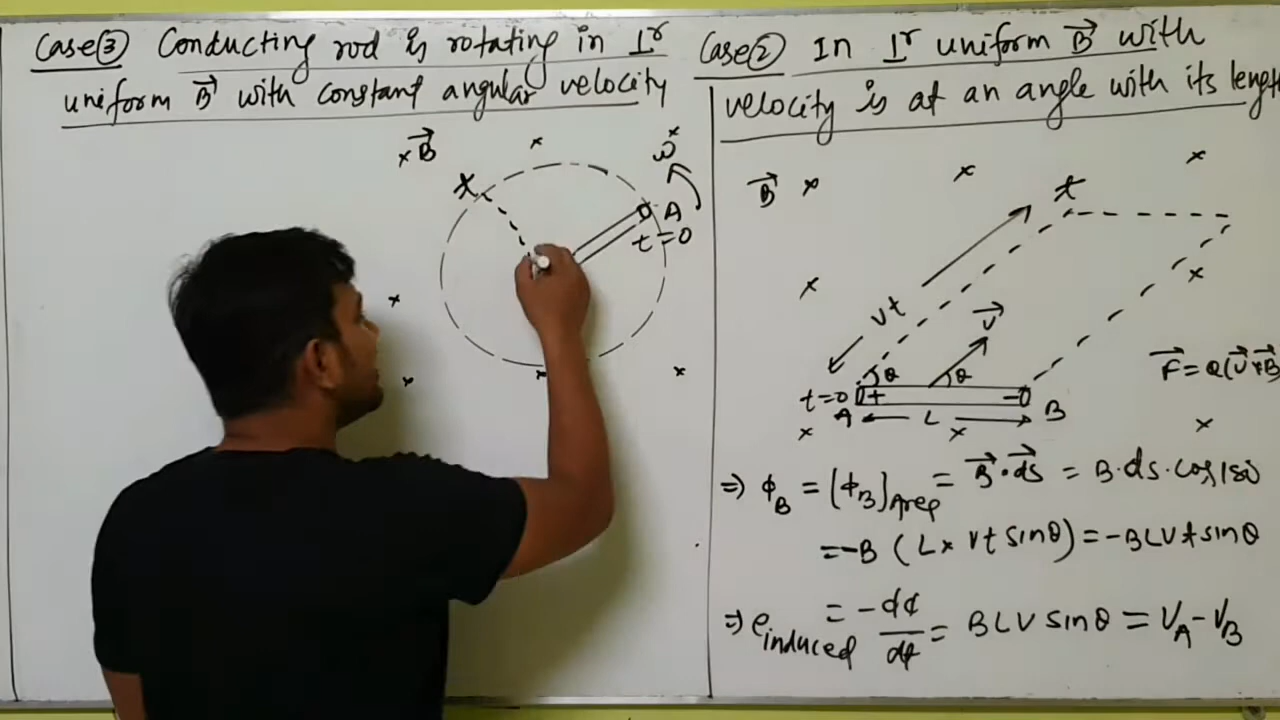 Case③ Conducting rod is rotating in ⊥r
uniform B⃗ with constant angular velocity
× B⃗
×
×
ω
t
A
t=0
×
×
×
×
Case② In ⊥r uniform B⃗ with
velocity is at an angle with its length
B⃗ × × ×
t
×
×
vt
v⃗
θ θ
F⃗ = Q(v⃗×B⃗
t=0 + -
A L B
× × ×
⇒ ϕB = (ϕB)Area = B⃗·ds⃗ = B·ds·cos180
=-B (L× vt sinθ) = -BLVt sinθ
⇒ e induced = -dϕ/dt = BLV sinθ = VA - VB